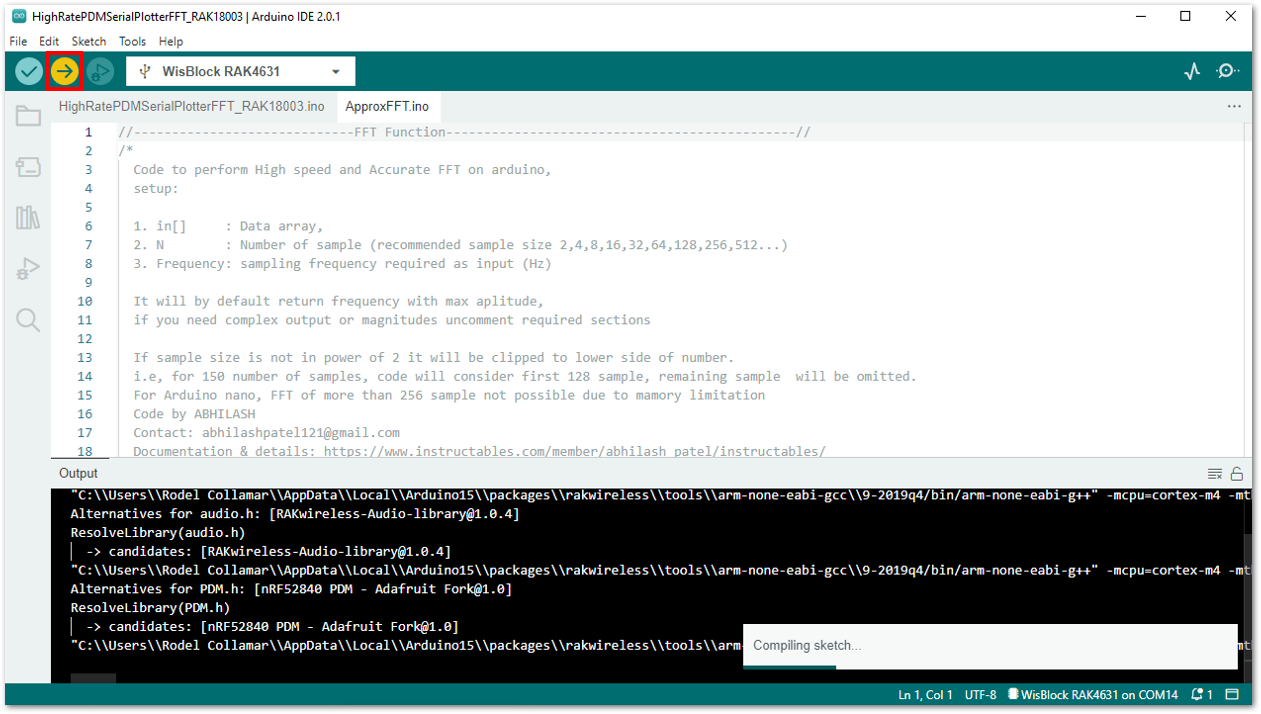 HighRatePDMSerialPlotterFFT_RAK18003 | Arduino IDE 2.0.1
File Edit Sketch Tools Help
WisBlock RAK4631
HighRatePDMSerialPlotterFFT_RAK18003.ino ApproxFFT.ino
1 //-----------------------------FFT Function----------------------------------------------//
2 /*
3 Code to perform High speed and Accurate FFT on arduino,
4 setup:
5
6 1. in[]     : Data array,
7 2. N        : Number of sample (recommended sample size 2,4,8,16,32,64,128,256,512...)
8 3. Frequency: sampling frequency required as input (Hz)
9
10 It will by default return frequency with max aplitude,
11 if you need complex output or magnitudes uncomment required sections
12
13 If sample size is not in power of 2 it will be clipped to lower side of number.
14 i.e, for 150 number of samples, code will consider first 128 sample, remaining sample  will be omitted.
15 For Arduino nano, FFT of more than 256 sample not possible due to mamory limitation
16 Code by ABHILASH
17 Contact: abhilashpatel121@gmail.com
18 Documentation & details: https://www.instructables.com/member/abhilash_patel/instructables/
Output
"C:\\Users\\Rodel Collamar\\AppData\\Local\\Arduino15\\packages\\rakwireless\\tools\\arm-none-eabi-gcc\\9-2019q4/bin/arm-none-eabi-g++" -mcpu=cortex-m4 -mth
Alternatives for audio.h: [RAKwireless-Audio-library@1.0.4]
ResolveLibrary(audio.h)
-> candidates: [RAKwireless-Audio-library@1.0.4]
"C:\\Users\\Rodel Collamar\\AppData\\Local\\Arduino15\\packages\\rakwireless\\tools\\arm-none-eabi-gcc\\9-2019q4/bin/arm-none-eabi-g++" -mcpu=cortex-m4 -mth
Alternatives for PDM.h: [nRF52840 PDM - Adafruit Fork@1.0]
ResolveLibrary(PDM.h)
-> candidates: [nRF52840 PDM - Adafruit Fork@1.0]
"C:\\Users\\Rodel Collamar\\AppData\\Local\\Arduino15\\packages\\rakwireless\\tools\\arm-
Compiling sketch...
Ln 1, Col 1 UTF-8 WisBlock RAK4631 on COM14 1